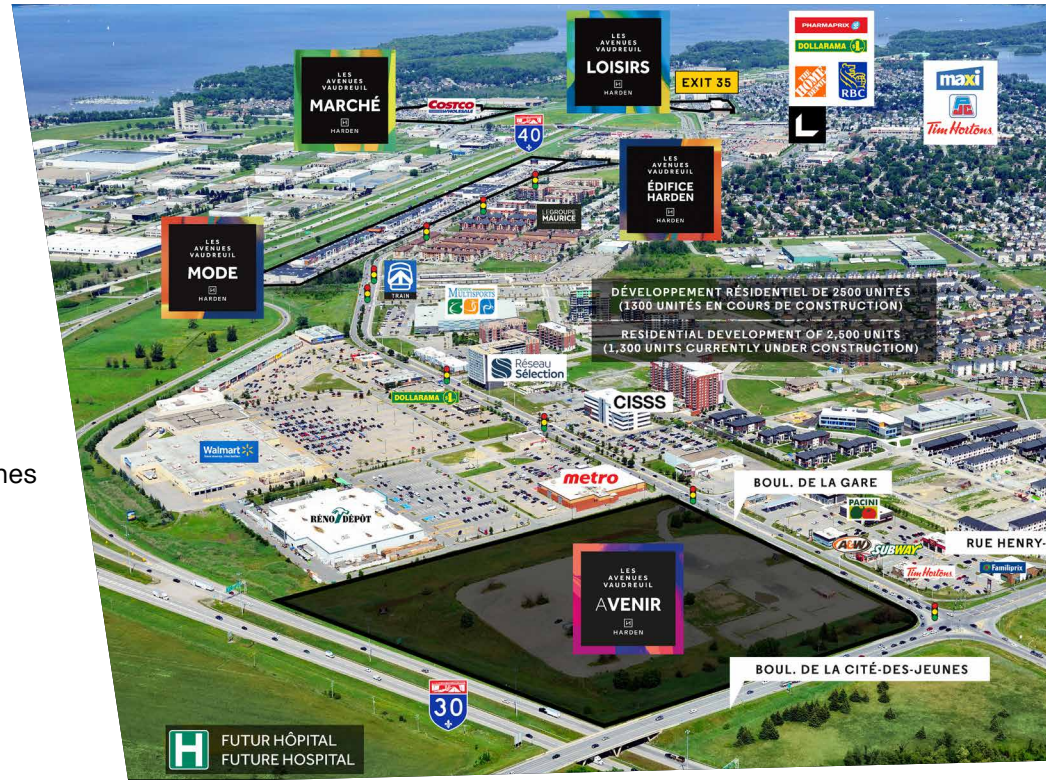 LES
AVENUES
VAUDREUIL
MARCHÉ
HARDEN
COSTCO
WHOLESALE
40
LES
AVENUES
VAUDREUIL
LOISIRS
HARDEN
EXIT 35
PHARMAPRIX
DOLLARAMA
THE
HOME
DEPOT
RBC
L
maxi
PJC
Tim Hortons
LES
AVENUES
VAUDREUIL
ÉDIFICE
HARDEN
HARDEN
LE GROUPE
MAURICE
LES
AVENUES
VAUDREUIL
MODE
HARDEN
TRAIN
MULTISPORTS
DÉVELOPPEMENT RÉSIDENTIEL DE 2500 UNITÉS
(1300 UNITÉS EN COURS DE CONSTRUCTION)
RESIDENTIAL DEVELOPMENT OF 2,500 UNITS
(1,300 UNITS CURRENTLY UNDER CONSTRUCTION)
Réseau
Sélection
DOLLARAMA
CISSS
Walmart
metro
RÉNO DÉPÔT
BOUL. DE LA GARE
PACINI
A&W
SUBWAY
RUE HENRY-
Tim Hortons
Familiprix
nes
LES
AVENUES
VAUDREUIL
AVENIR
HARDEN
BOUL. DE LA CITÉ-DES-JEUNES
30
H
FUTUR HÔPITAL
FUTURE HOSPITAL